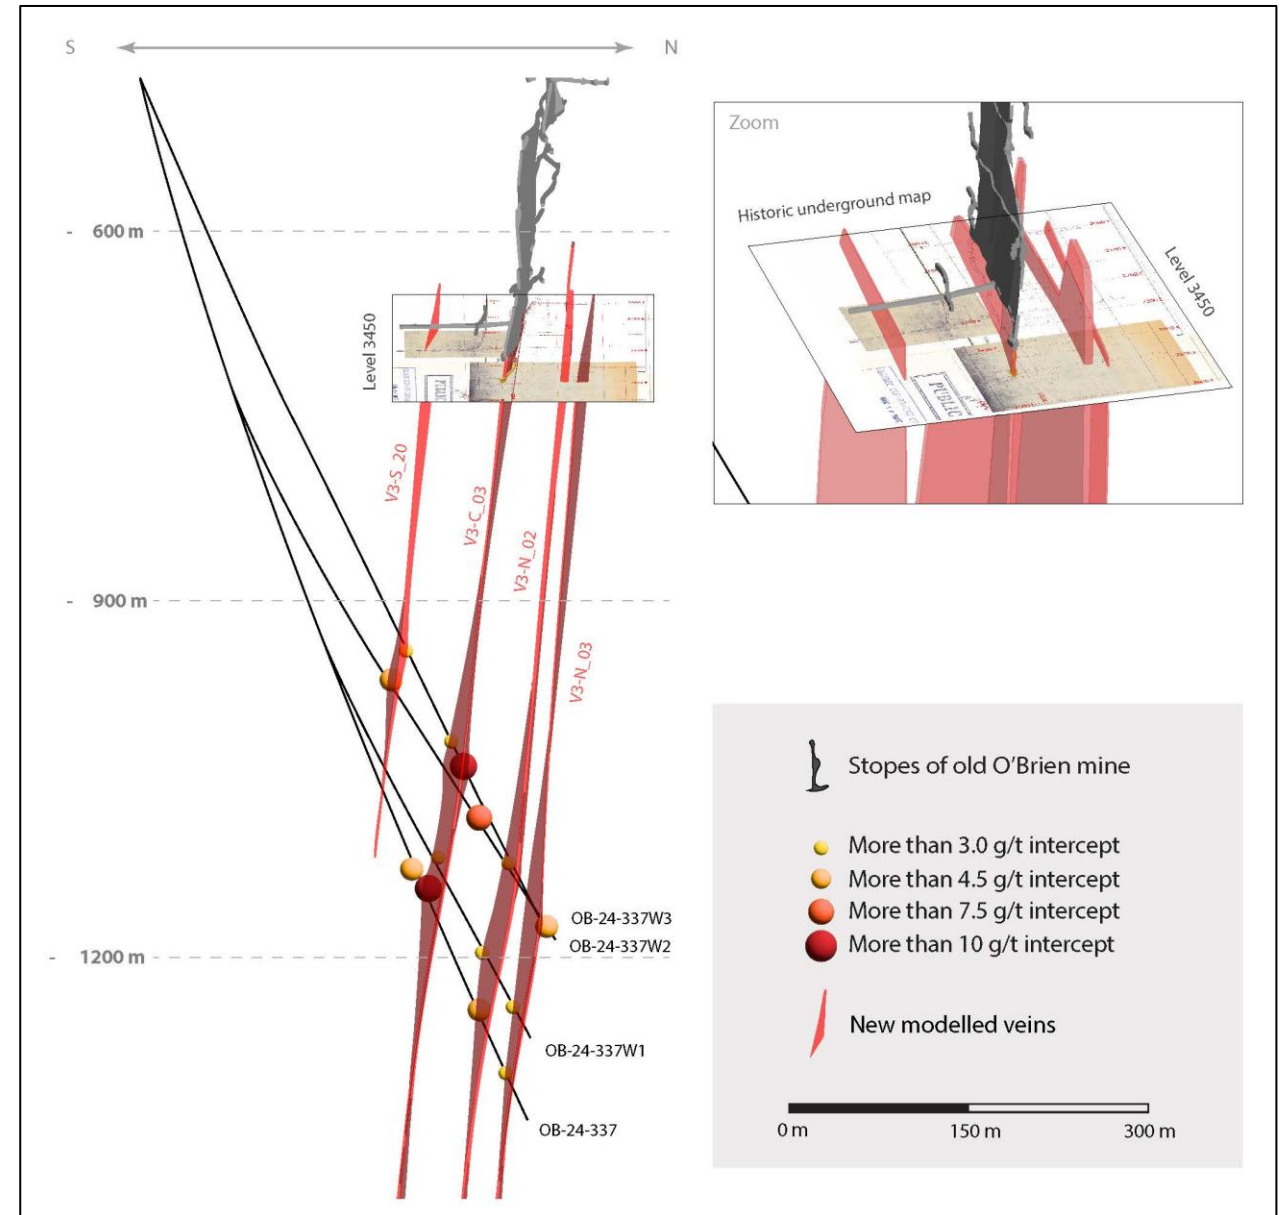 S
N
- 600 m
Level 3450
V3-S_20
V3-C_03
V3-N_02
V3-N_03
- 900 m
- 1200 m
OB-24-337W3
OB-24-337W2
OB-24-337W1
OB-24-337
Zoom
Historic underground map
Level 3450
PUBLIC
Stopes of old O'Brien mine
More than 3.0 g/t intercept
More than 4.5 g/t intercept
More than 7.5 g/t intercept
More than 10 g/t intercept
New modelled veins
0 m 150 m 300 m